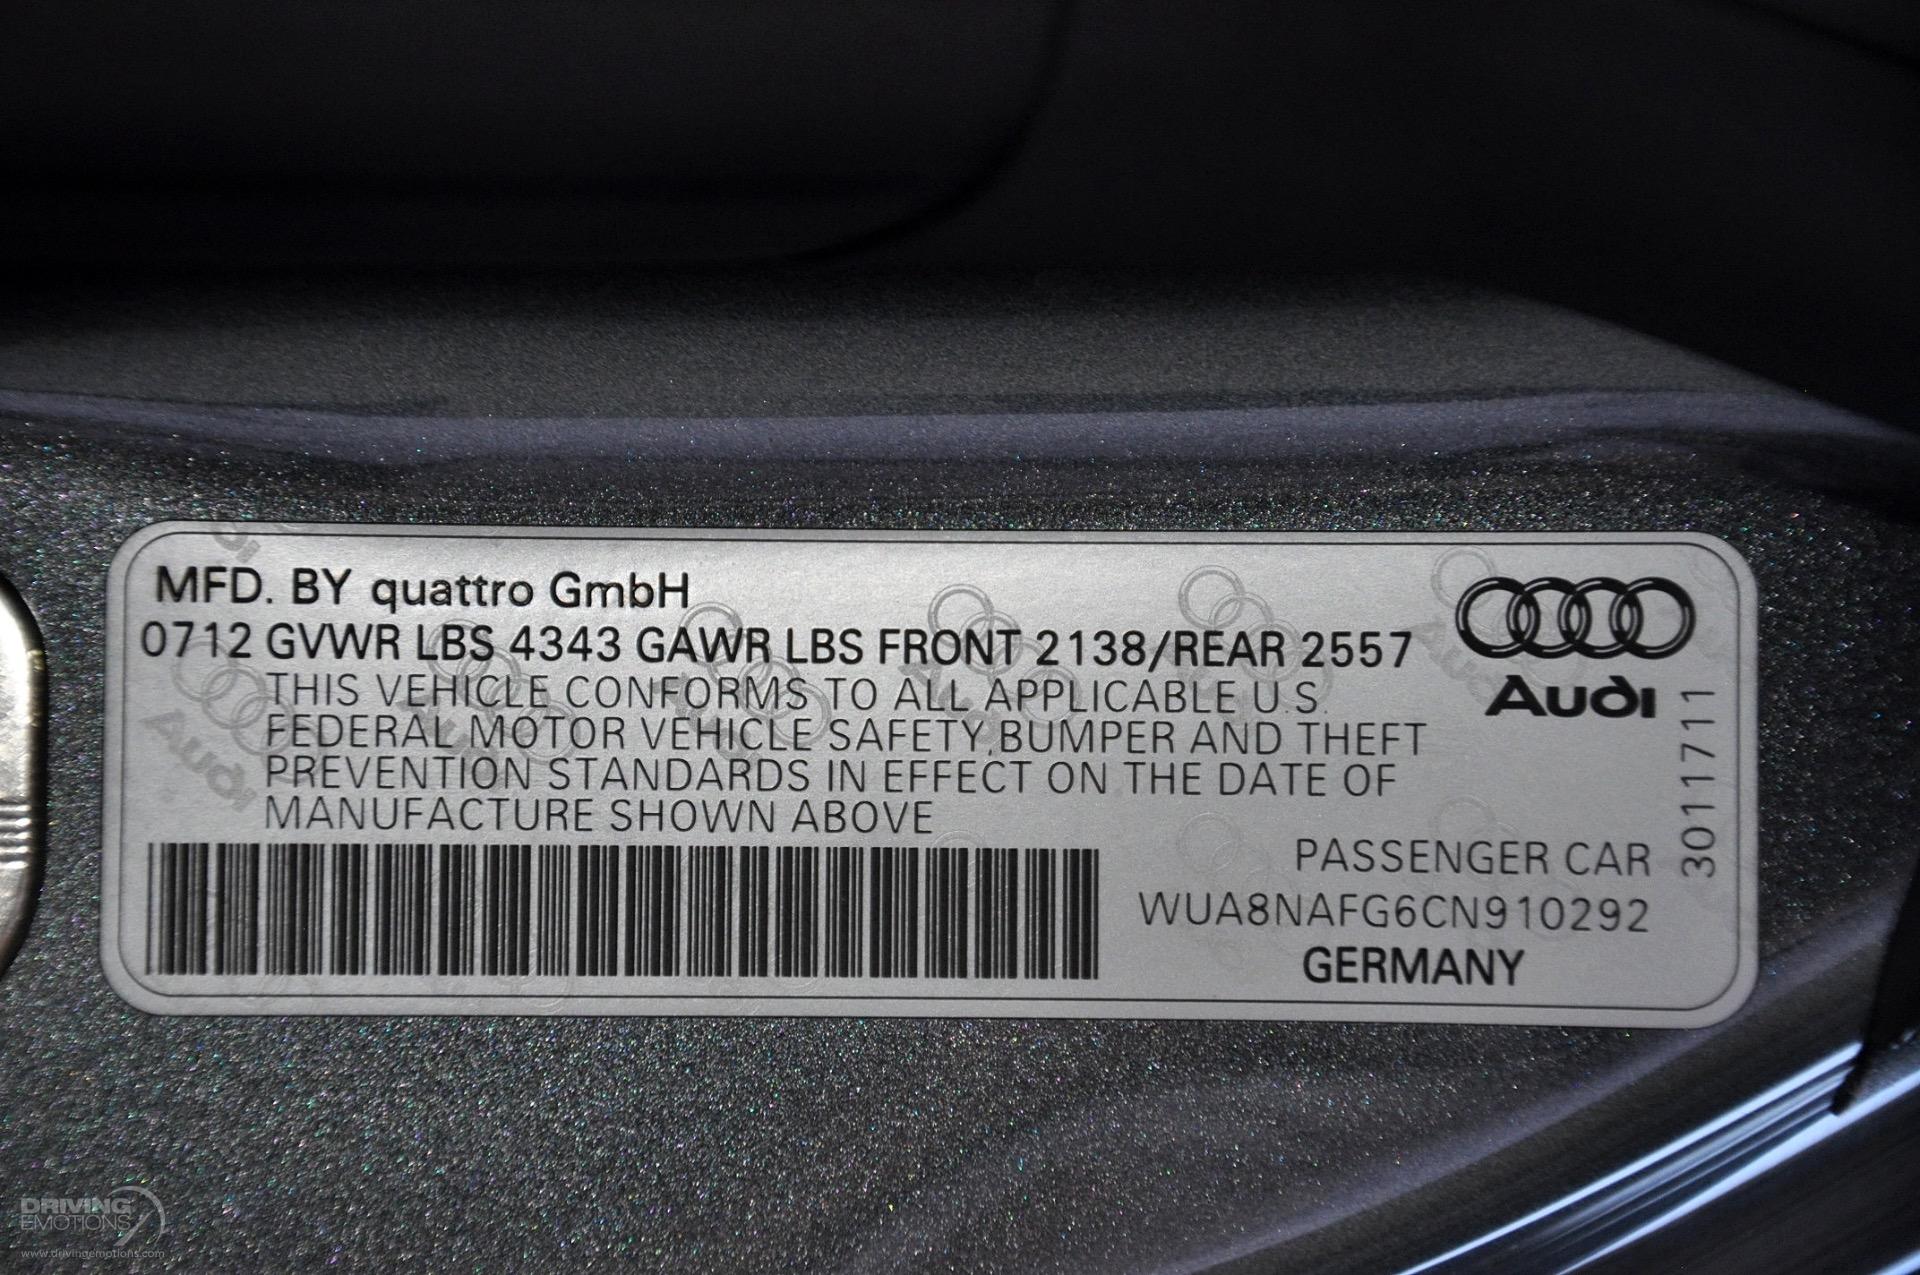 MFD. BY quattro GmbH
0712 GVWR LBS 4343 GAWR LBS FRONT 2138/REAR 2557
THIS VEHICLE CONFORMS TO ALL APPLICABLE U.S.
FEDERAL MOTOR VEHICLE SAFETY,BUMPER AND THEFT
PREVENTION STANDARDS IN EFFECT ON THE DATE OF
MANUFACTURE SHOWN ABOVE
Audi
3011711
PASSENGER CAR
WUA8NAFG6CN910292
GERMANY
DRIVING
EMOTIONS
www.drivingemotions.com